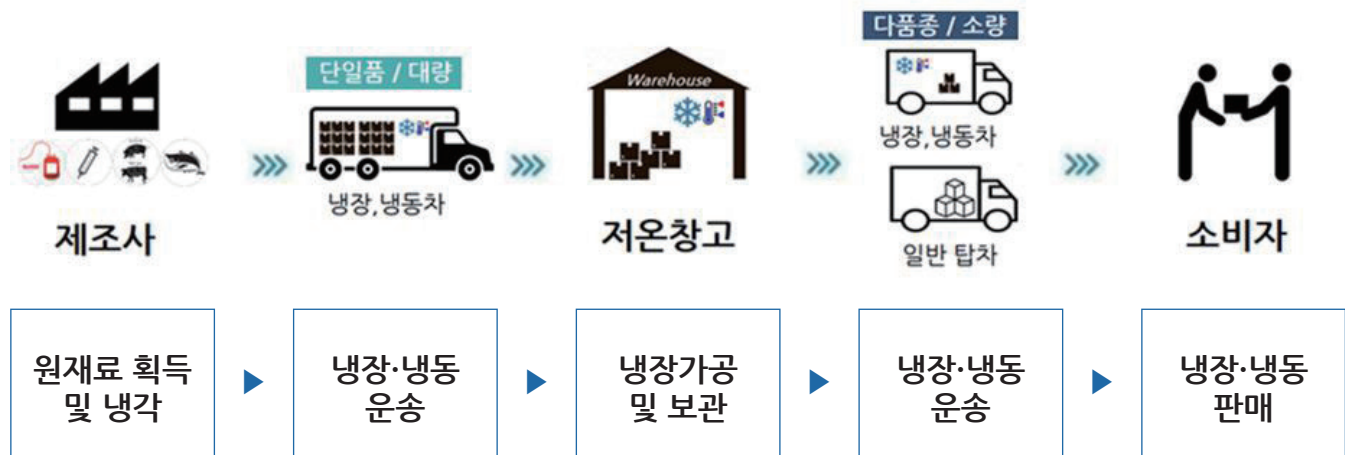 단일품 / 대량
다품종 / 소량
Warehouse
냉장,냉동차
냉장,냉동차
일반 탑차
제조사
저온창고
소비자
원재료 획득
및 냉각
냉장·냉동
운송
냉장가공
및 보관
냉장·냉동
운송
냉장·냉동
판매